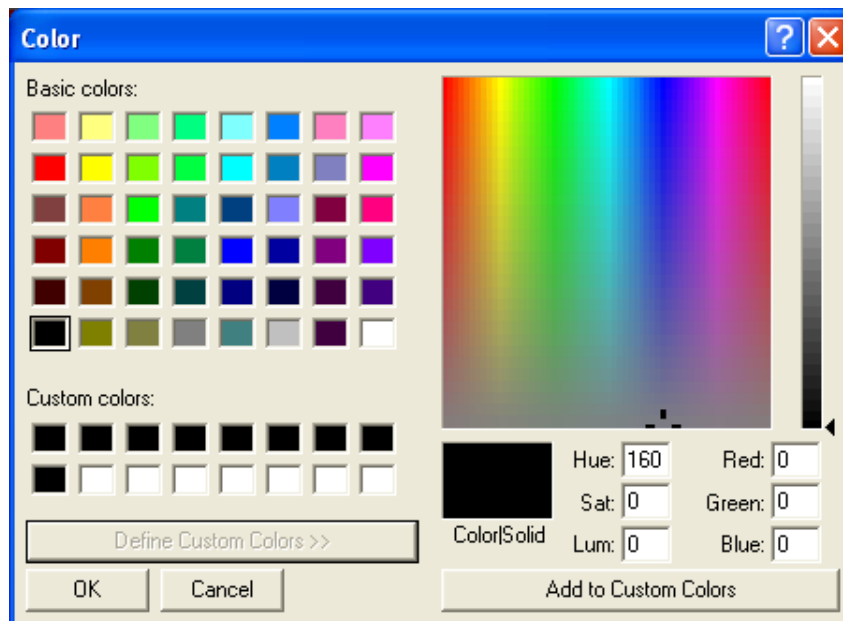 Color
?
Basic colors:
Custom colors:
Define Custom Colors >>
OK
Cancel
Color|Solid
Hue: 160
Sat: 0
Lum: 0
Red: 0
Green: 0
Blue: 0
Add to Custom Colors